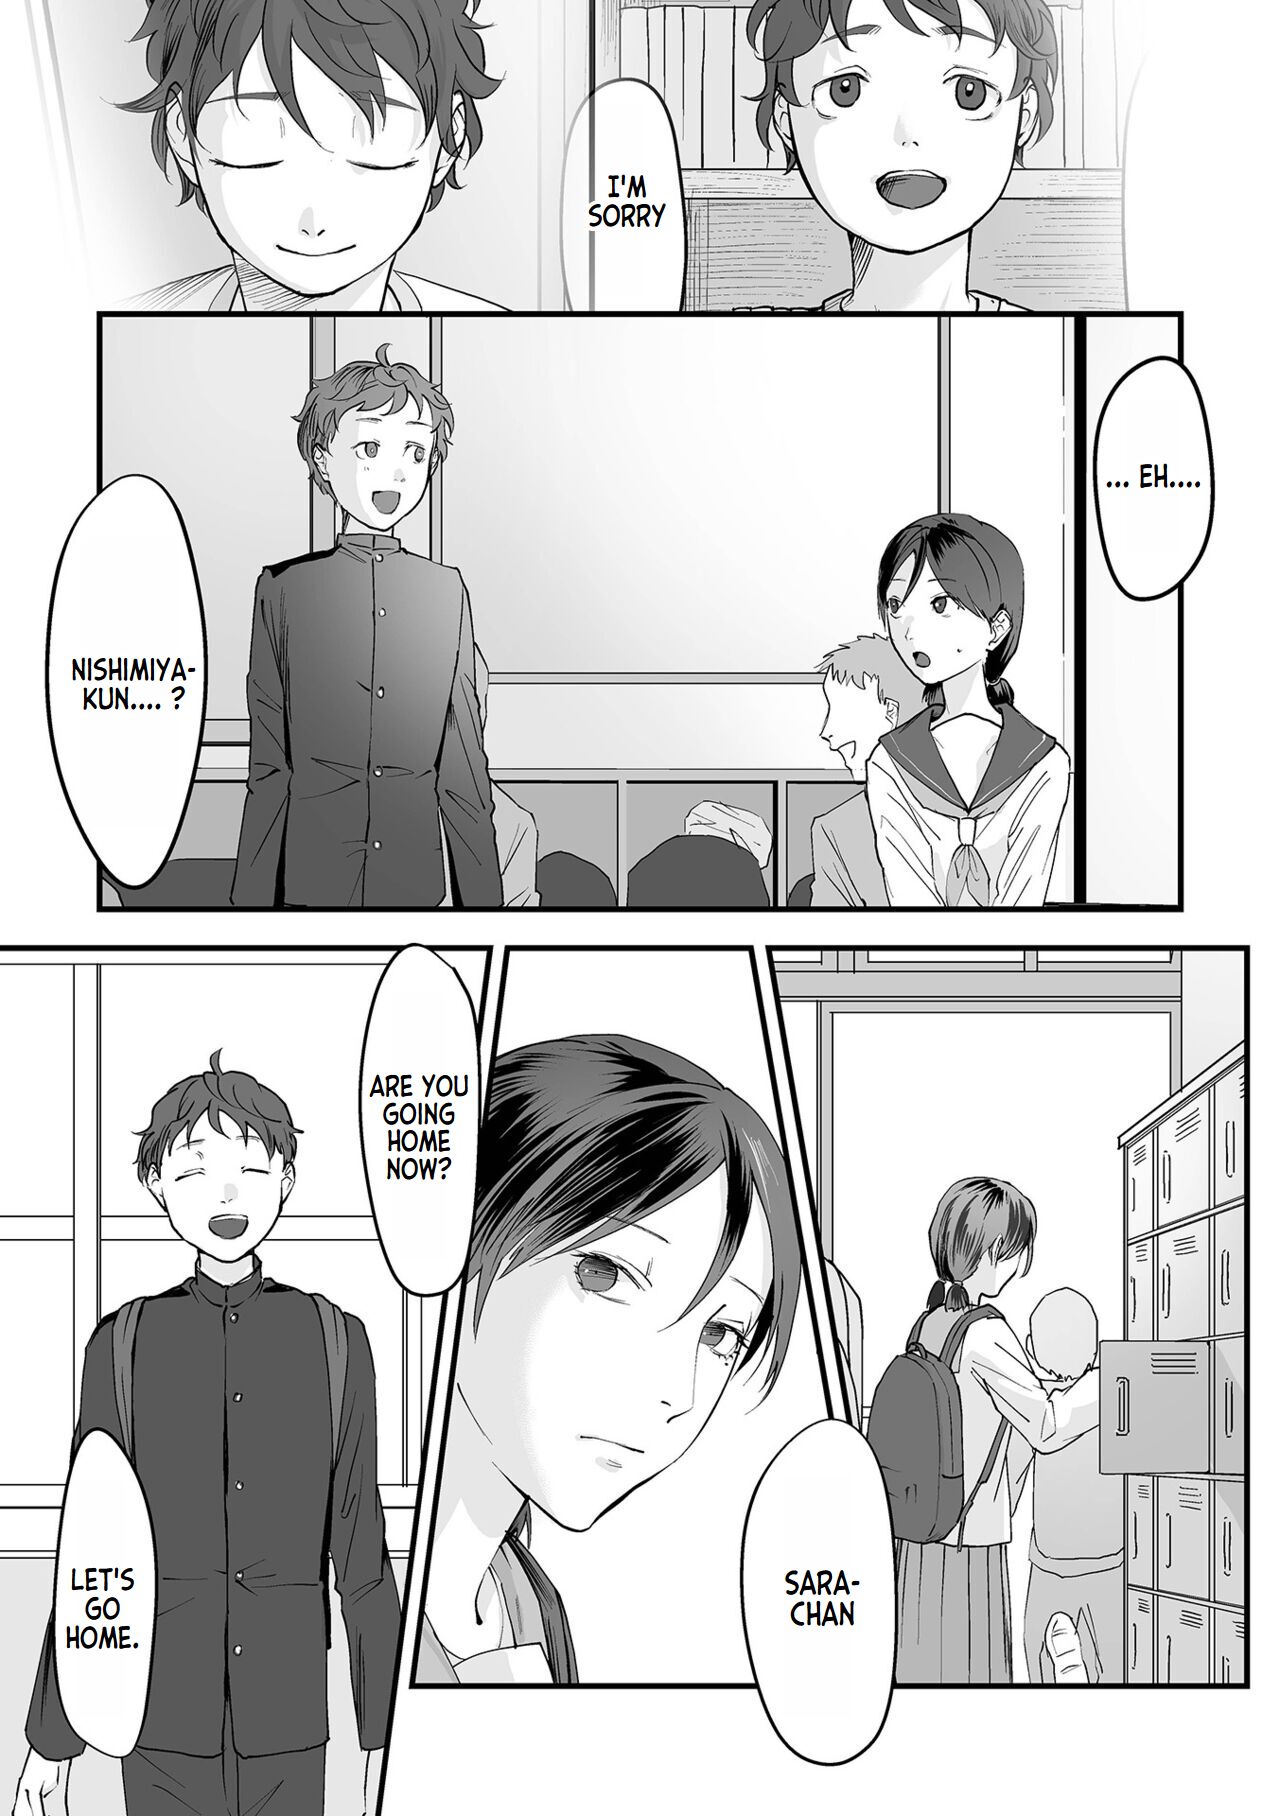 I'M
SORRY
... EH....
NISHIMIYA-
KUN.... ?
SARA-
CHAN
ARE YOU
GOING
HOME
NOW?
LET'S
GO
HOME.